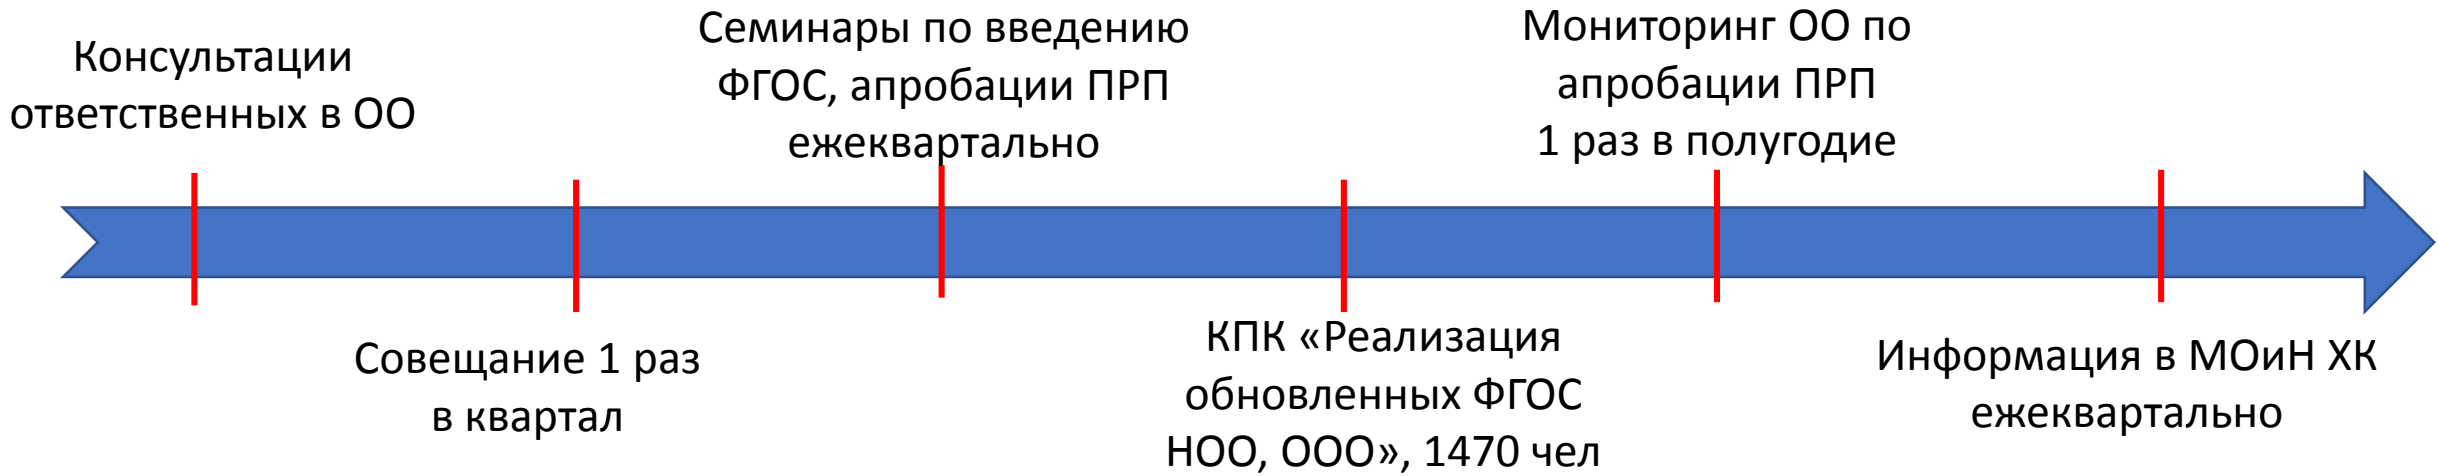 Консультации
ответственных в ОО
Совещание 1 раз
в квартал
Семинары по введению
ФГОС, апробации ПРП
ежеквартально
КПК «Реализация
обновленных ФГОС
НОО, ООО», 1470 чел
Мониторинг ОО по
апробации ПРП
1 раз в полугодие
Информация в МОиН ХК
ежеквартально